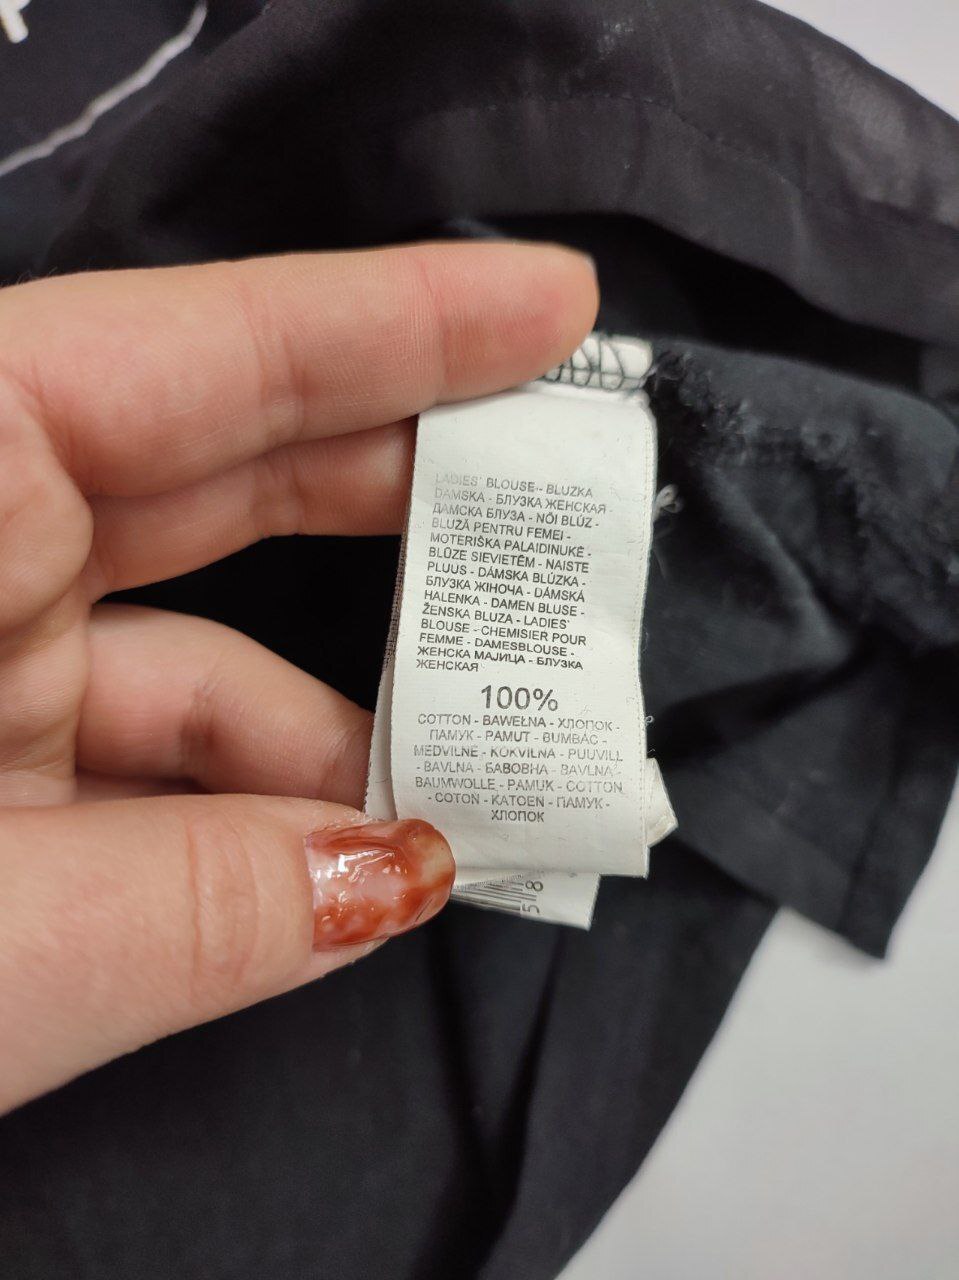 LADIES' BLOUSE - BLUZKA
DAMSKA - БЛУЗКА ЖЕНСКАЯ -
ДАМСКА БЛУЗА - NŐI BLÚZ -
BLUZĂ PENTRU FEMEI -
MOTERIŠKA PALAIDINUKĖ -
BLŪZE SIEVIETĒM - NAISTE
PLUUS - DÁMSKA BLÚZKA -
БЛУЗКА ЖІНОЧА - DÁMSKÁ
HALENKA - DAMEN BLUSE -
ŽENSKA BLUZA - LADIES'
BLOUSE - CHEMISIER POUR
FEMME - DAMESBLOUSE -
ЖЕНСКА МАЈИЦА - БЛУЗКА
ЖЕНСКАЯ
100%
COTTON - BAWEŁNA - ХЛОПОК -
ПАМУК - PAMUT - BUMBAC -
MEDVILNĖ - KOKVILNA - PUUVILL
- BAVLNA - БАВОВНА - BAVLNA -
BAUMWOLLE - PAMUK - COTTON
- COTON - KATOEN - ПАМУК -
ХЛОПОК
58